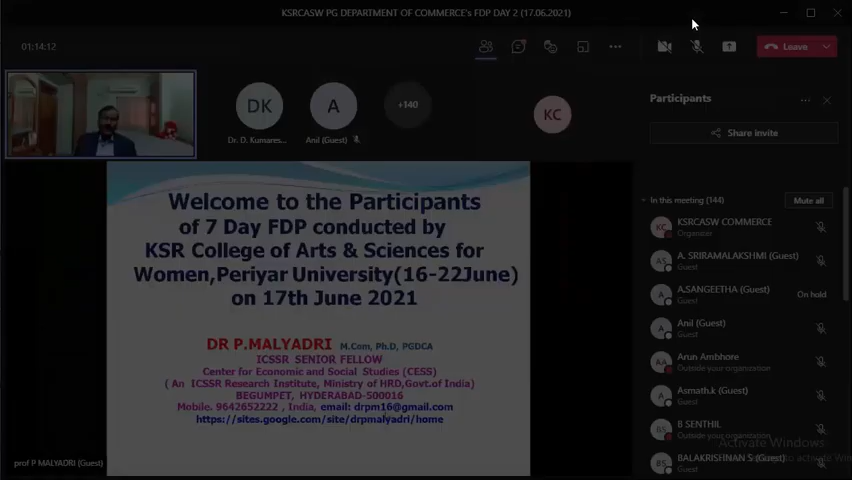 KSRCASW PG DEPARTMENT OF COMMERCE's FDP DAY 2 (17.06.2021)
01:14:12
Leave
DK
Dr. D. Kumares...
A
Anil (Guest)
+140
KC
Participants
Share invite
In this meeting (144)
Mute all
KC
KSRCASW COMMERCE
Organizer
AS
A. SRIRAMALAKSHMI (Guest)
Guest
A
A.SANGEETHA (Guest)
Guest
On hold
A
Anil (Guest)
Guest
AA
Arun Ambhore
Outside your organization
A
Asmath.k (Guest)
Guest
BS
B SENTHIL
Outside your organization
BS
BALAKRISHNAN S (Guest)
Guest
Activate Windows
Welcome to the Participants
of 7 Day FDP conducted by
KSR College of Arts & Sciences for
Women,Periyar University(16-22June)
on 17th June 2021
DR P.MALYADRI M.Com, Ph.D, PGDCA
ICSSR SENIOR FELLOW
Center for Economic and Social Studies (CESS)
( An ICSSR Research Institute, Ministry of HRD,Govt.of India)
BEGUMPET, HYDERABAD-500016
Mobile. 9642652222 , India, email: drpm16@gmail.com
https://sites.google.com/site/drpmalyadri/home
prof P MALYADRI (Guest)